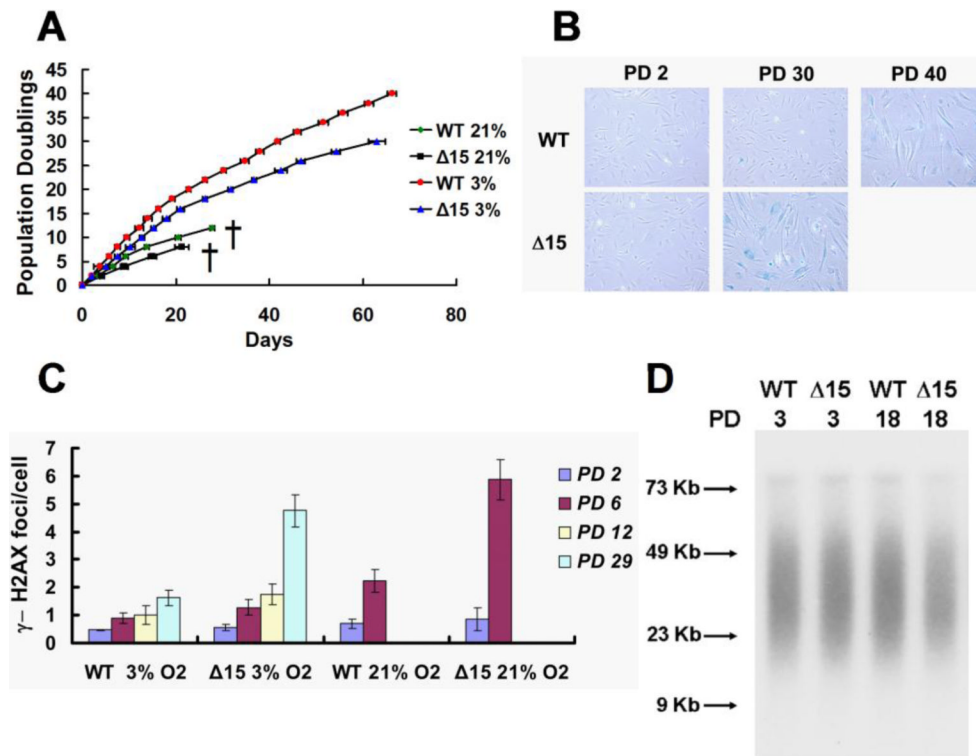 A
Population Doublings
45
40
35
30
25
20
15
10
5
0
0 20 40 60 80
Days
WT 21%
Δ15 21%
WT 3%
Δ15 3%
†
†
B
PD 2 PD 30 PD 40
WT
Δ15
C
γ– H2AX foci/cell
7
6
5
4
3
2
1
0
WT 3% O2 Δ15 3% O2 WT 21% O2 Δ15 21% O2
PD 2
PD 6
PD 12
PD 29
D
WT Δ15 WT Δ15
PD 3 3 18 18
73 Kb
49 Kb
23 Kb
9 Kb